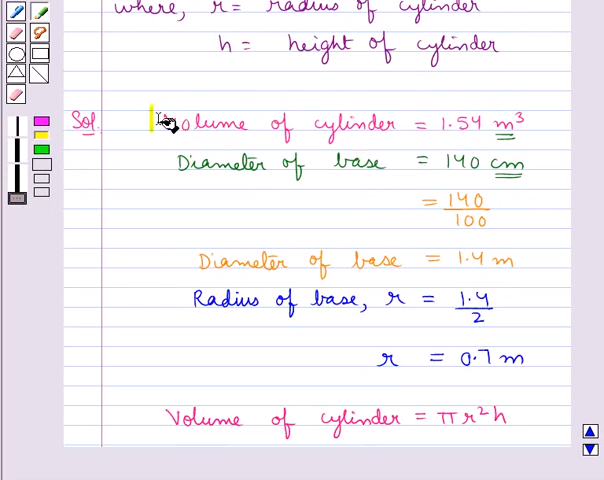 where, r = radius of cylinder
h = height of cylinder
Sol. Volume of cylinder = 1.54 m³
Diameter of base = 140 cm
= 140/100
Diameter of base = 1.4 m
Radius of base, r = 1.4/2
r = 0.7 m
Volume of cylinder = πr²h